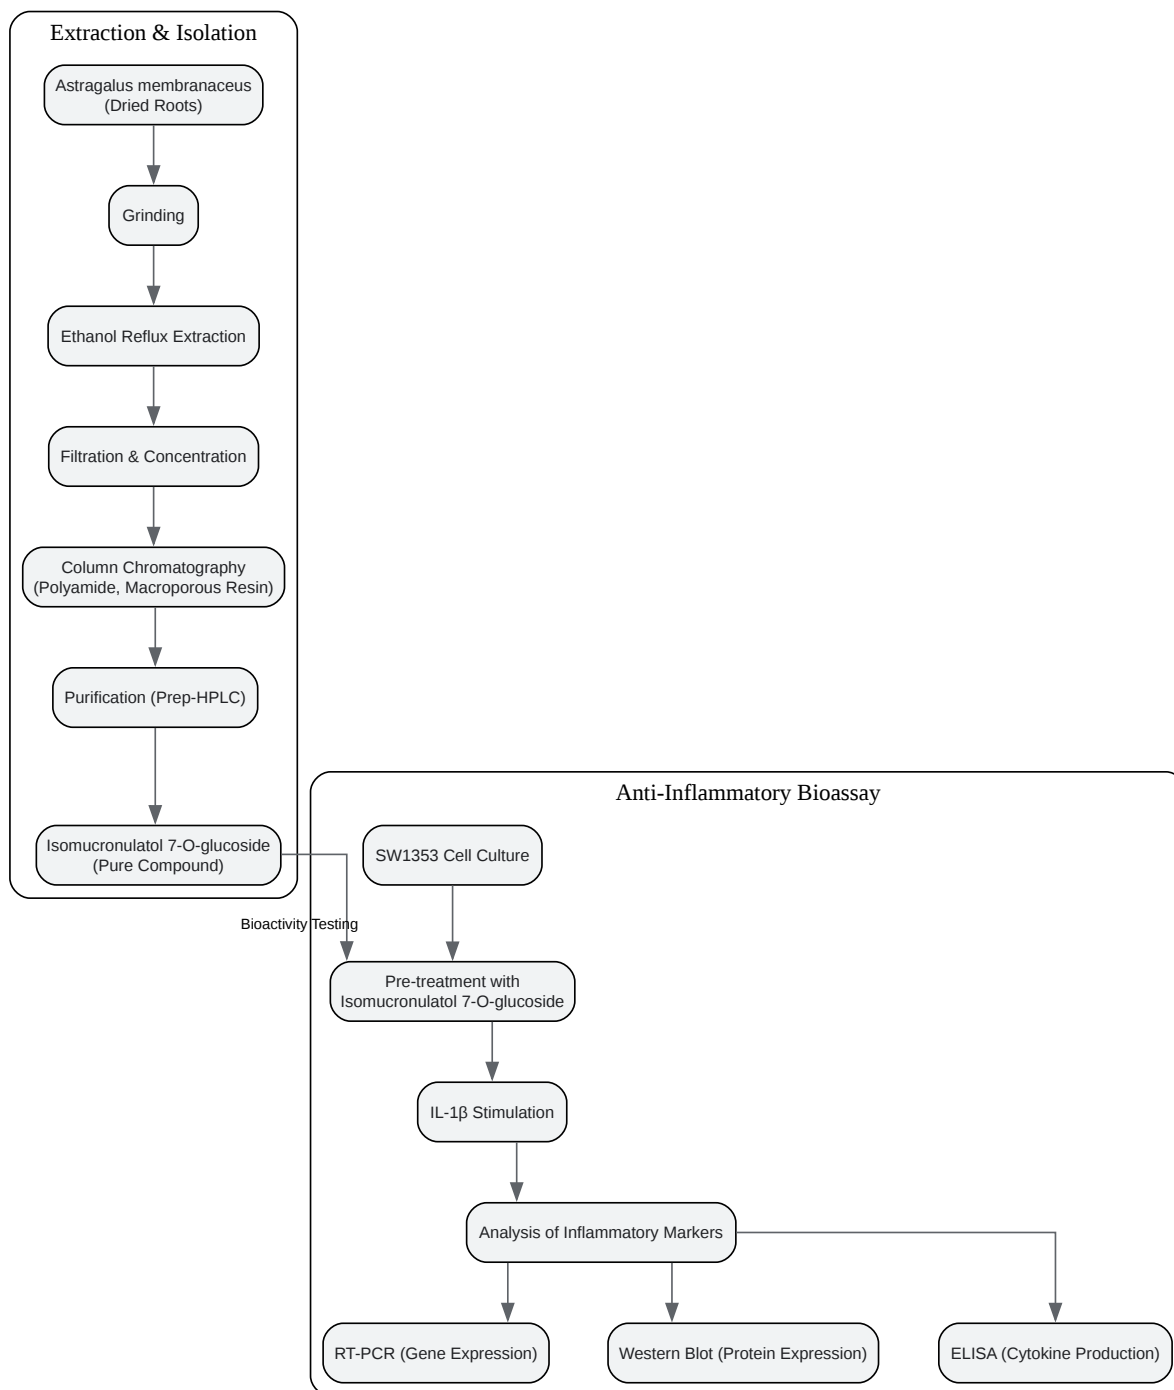 Extraction & Isolation
Astragalus membranaceus
(Dried Roots)
Grinding
Ethanol Reflux Extraction
Filtration & Concentration
Column Chromatography
(Polyamide, Macroporous Resin)
Purification (Prep-HPLC)
Isomucronulatol 7-O-glucoside
(Pure Compound)
Bioactivity Testing
Anti-Inflammatory Bioassay
SW1353 Cell Culture
Pre-treatment with
Isomucronulatol 7-O-glucoside
IL-1β Stimulation
Analysis of Inflammatory Markers
RT-PCR (Gene Expression)
Western Blot (Protein Expression)
ELISA (Cytokine Production)